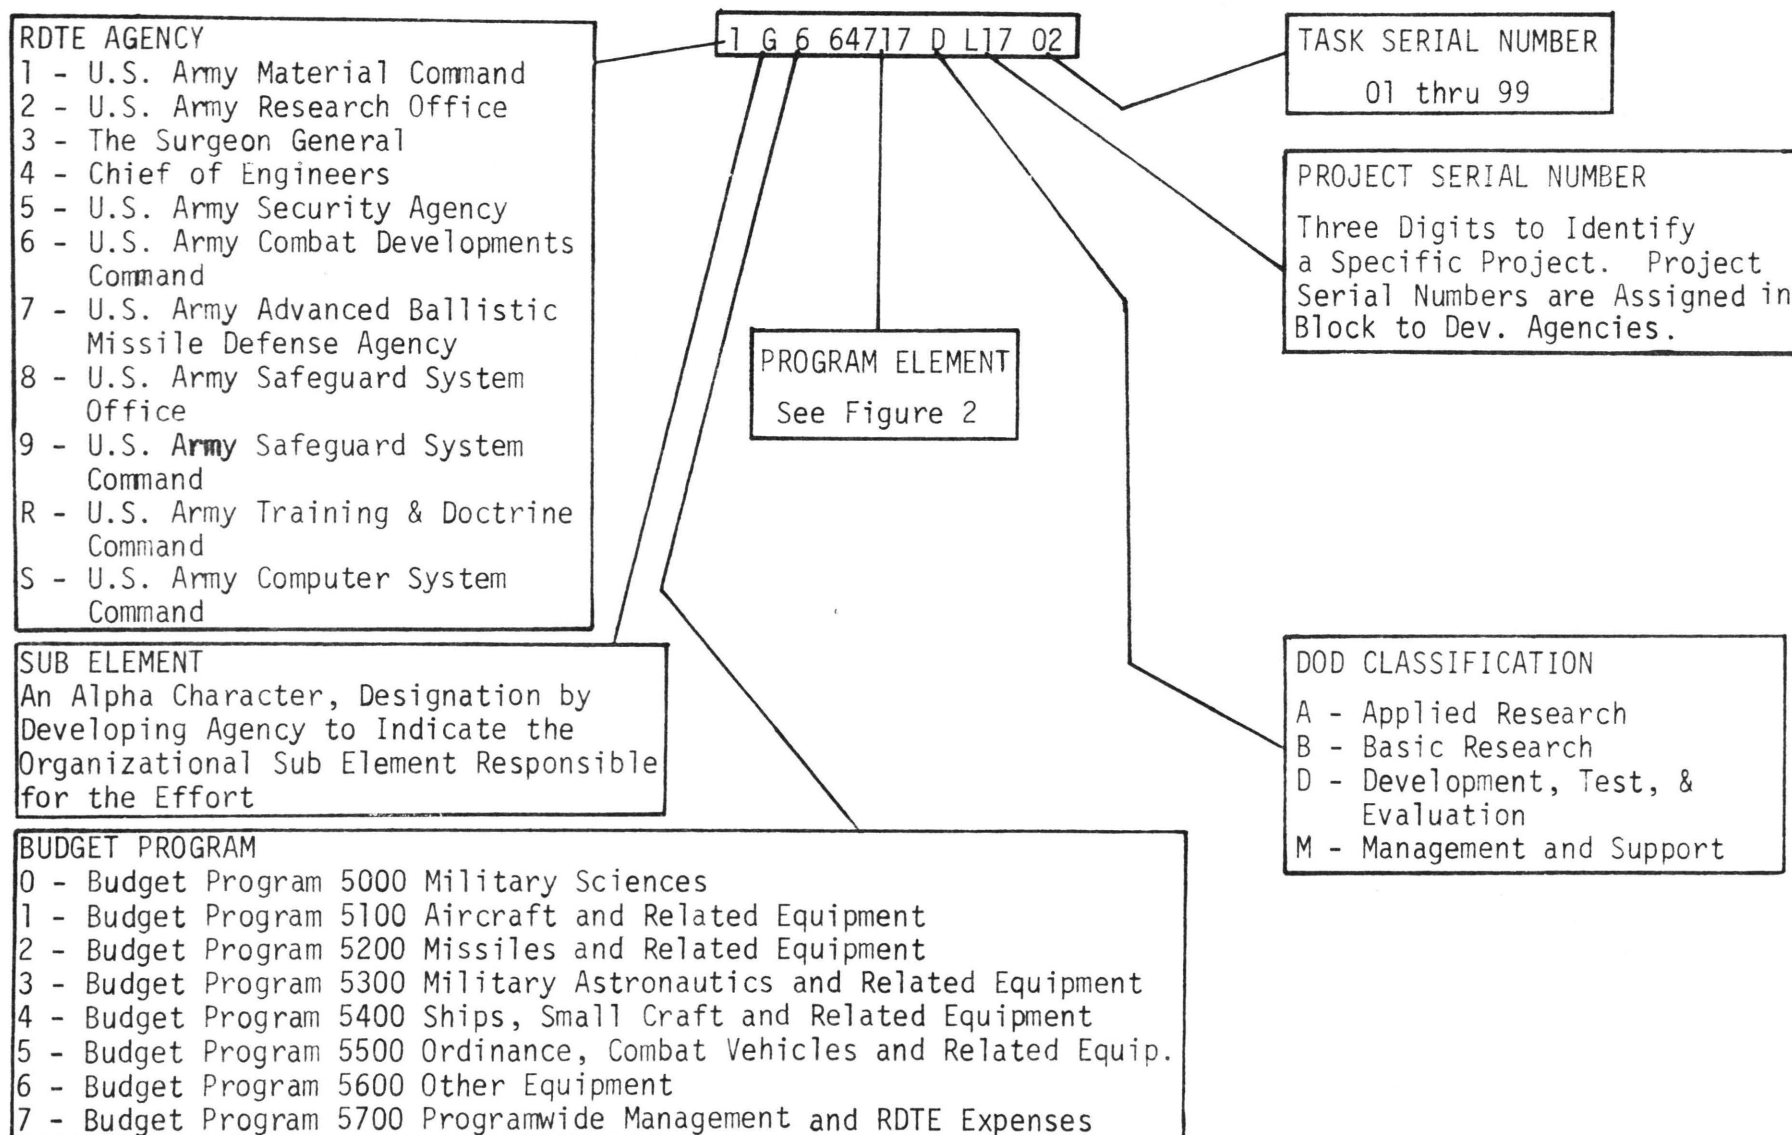 1 G 6 64717 D L17 02
RDTE AGENCY
1 - U.S. Army Material Command
2 - U.S. Army Research Office
3 - The Surgeon General
4 - Chief of Engineers
5 - U.S. Army Security Agency
6 - U.S. Army Combat Developments
Command
7 - U.S. Army Advanced Ballistic
Missile Defense Agency
8 - U.S. Army Safeguard System
Office
9 - U.S. Army Safeguard System
Command
R - U.S. Army Training & Doctrine
Command
S - U.S. Army Computer System
Command
TASK SERIAL NUMBER
01 thru 99
PROJECT SERIAL NUMBER
Three Digits to Identify
a Specific Project. Project
Serial Numbers are Assigned in
Block to Dev. Agencies.
PROGRAM ELEMENT
See Figure 2
SUB ELEMENT
An Alpha Character, Designation by
Developing Agency to Indicate the
Organizational Sub Element Responsible
for the Effort
DOD CLASSIFICATION
A - Applied Research
B - Basic Research
D - Development, Test, &
Evaluation
M - Management and Support
BUDGET PROGRAM
0 - Budget Program 5000 Military Sciences
1 - Budget Program 5100 Aircraft and Related Equipment
2 - Budget Program 5200 Missiles and Related Equipment
3 - Budget Program 5300 Military Astronautics and Related Equipment
4 - Budget Program 5400 Ships, Small Craft and Related Equipment
5 - Budget Program 5500 Ordinance, Combat Vehicles and Related Equip.
6 - Budget Program 5600 Other Equipment
7 - Budget Program 5700 Programwide Management and RDTE Expenses